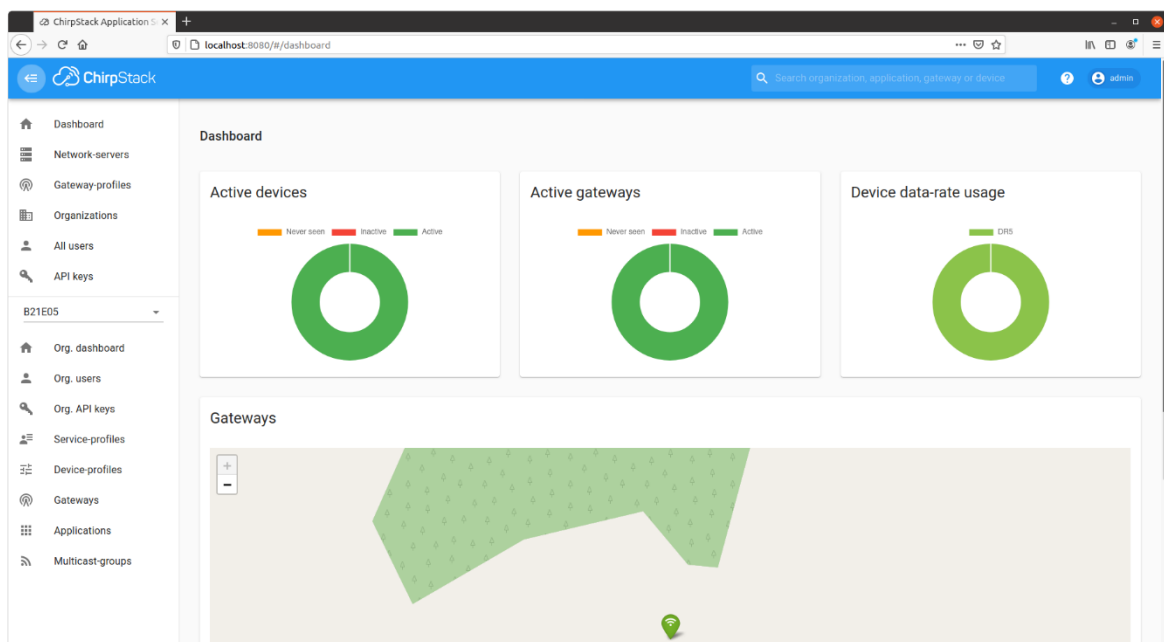 ChirpStack Application S
localhost:8080/#/dashboard
ChirpStack
Search organization, application, gateway or device
?
admin
Dashboard
Network-servers
Gateway-profiles
Organizations
All users
API keys
B21E05
Org. dashboard
Org. users
Org. API keys
Service-profiles
Device-profiles
Gateways
Applications
Multicast-groups
Dashboard
Active devices
Never seen Inactive Active
Active gateways
Never seen Inactive Active
Device data-rate usage
DR5
Gateways
+
−